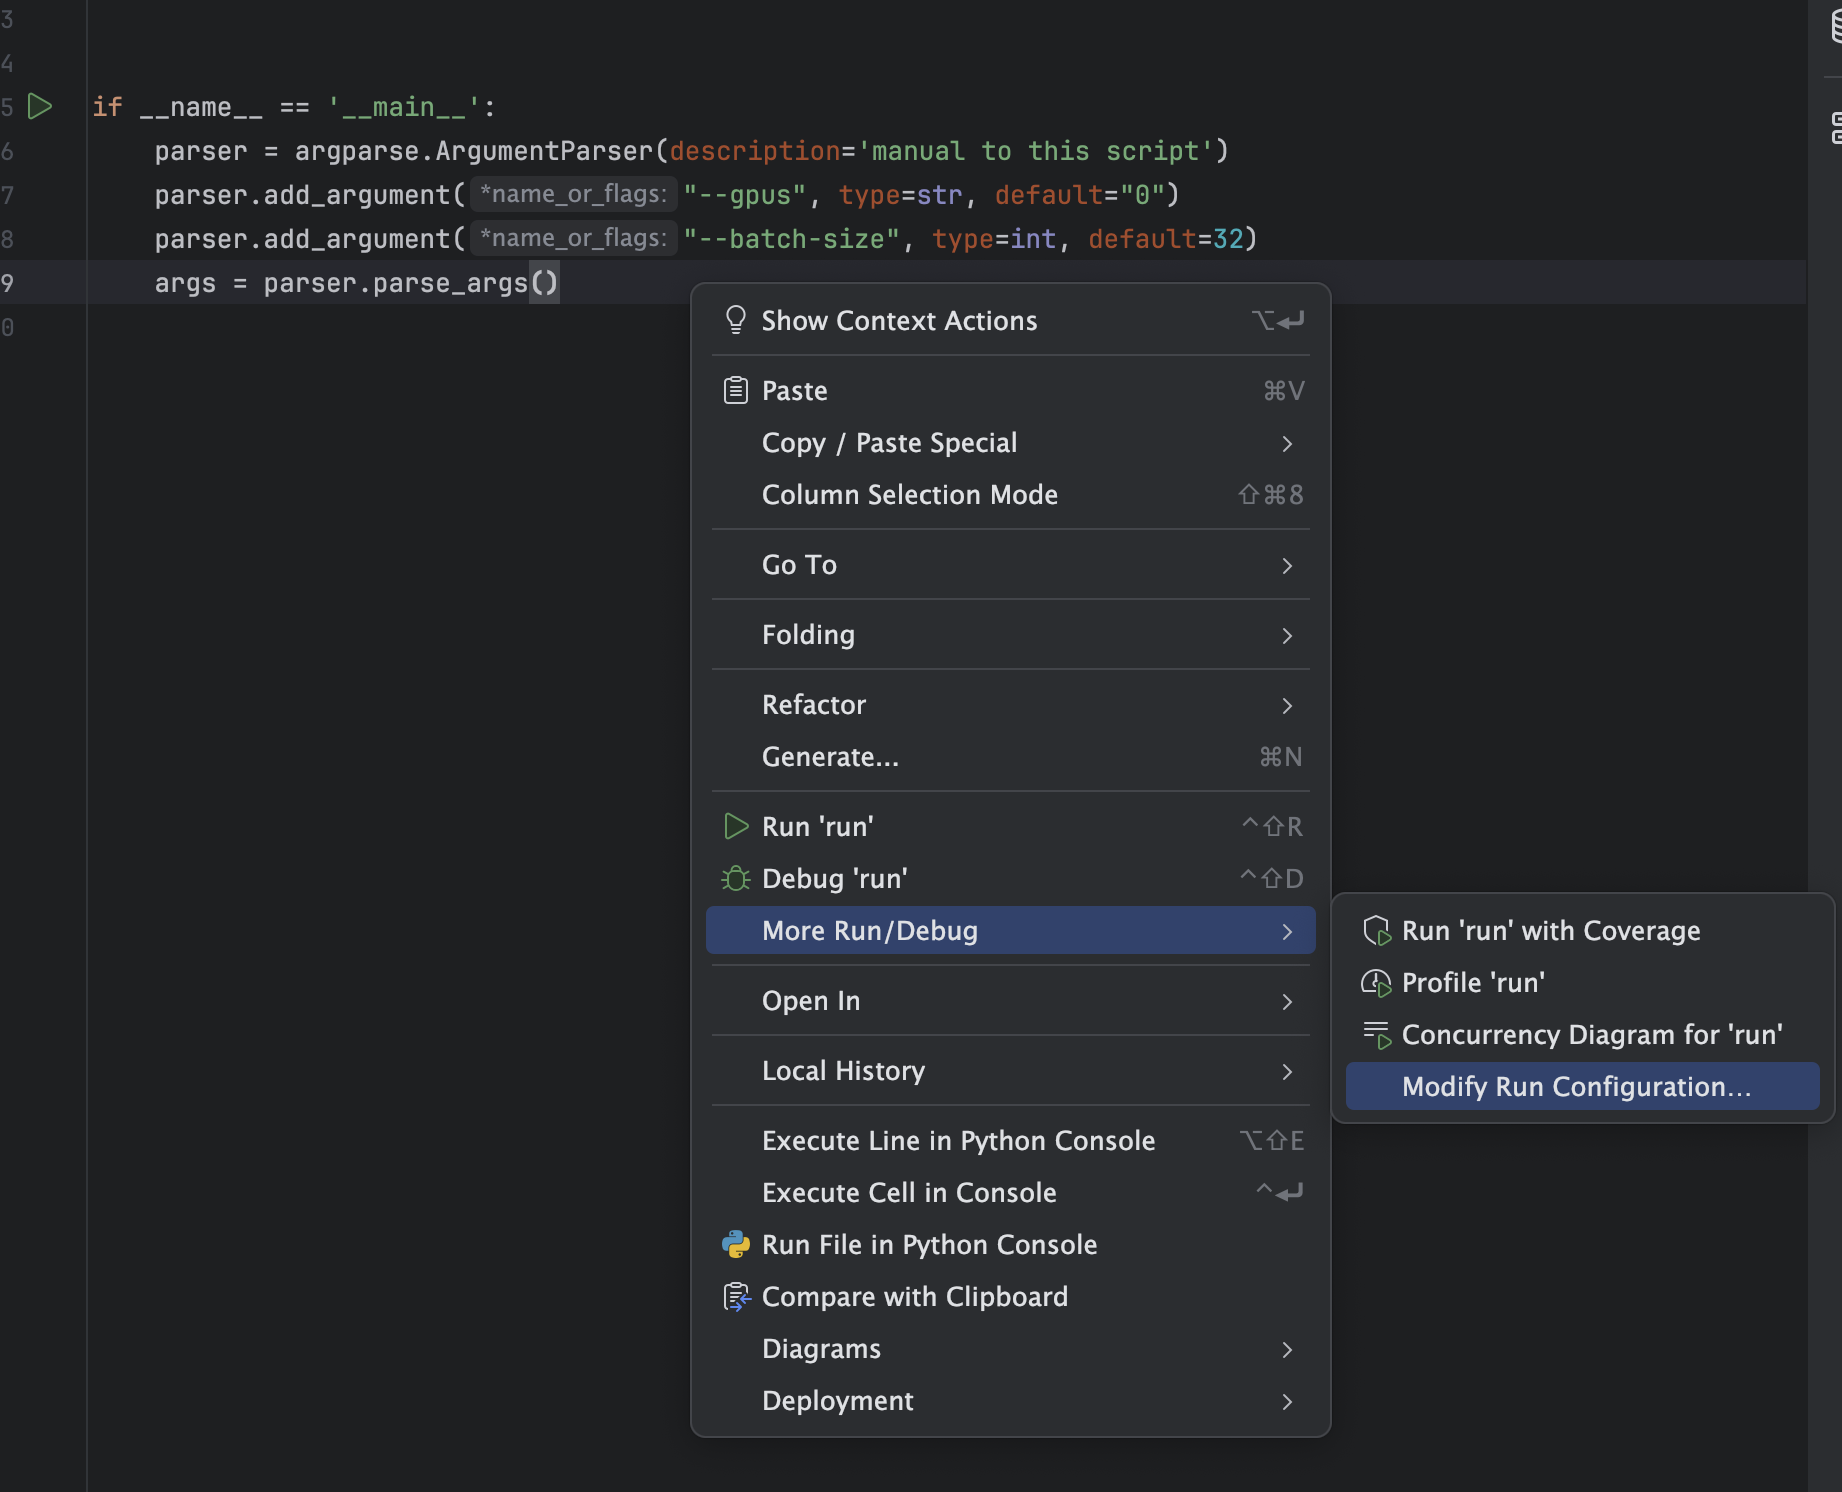 3
4
5 if __name__ == '__main__':
6 parser = argparse.ArgumentParser(description='manual to this script')
7 parser.add_argument( *name_or_flags: "--gpus", type=str, default="0")
8 parser.add_argument( *name_or_flags: "--batch-size", type=int, default=32)
9 args = parser.parse_args()
0
Show Context Actions ⌥↵
Paste ⌘V
Copy / Paste Special
Column Selection Mode ⇧⌘8
Go To
Folding
Refactor
Generate... ⌘N
Run 'run' ^⇧R
Debug 'run' ^⇧D
More Run/Debug
Open In
Local History
Execute Line in Python Console ⌥⇧E
Execute Cell in Console ^↵
Run File in Python Console
Compare with Clipboard
Diagrams
Deployment
Run 'run' with Coverage
Profile 'run'
Concurrency Diagram for 'run'
Modify Run Configuration...